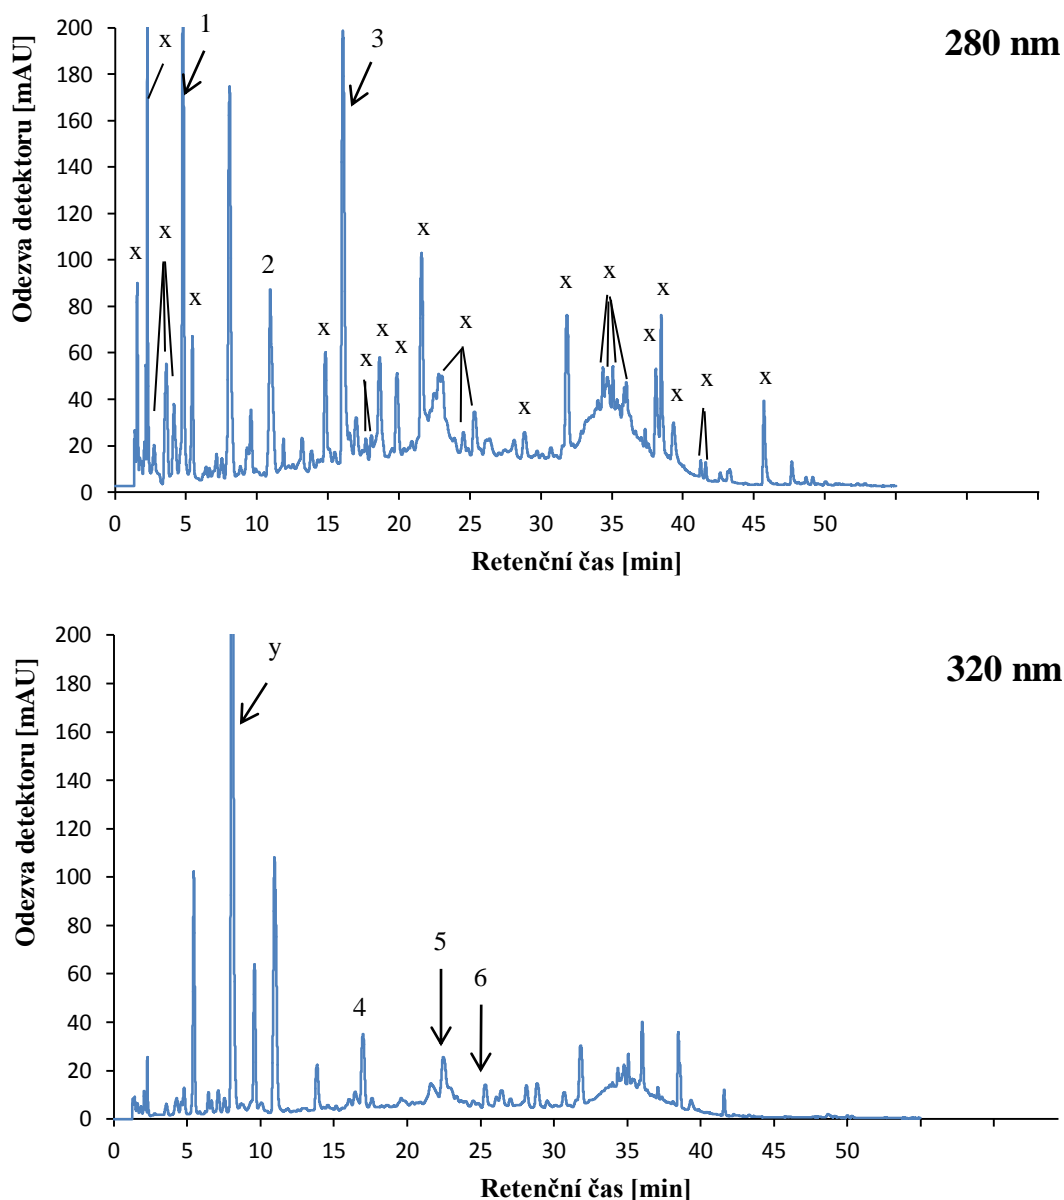 280 nm
Odezva detektoru [mAU]
200
180
160
140
120
100
80
60
40
20
0
x
1
3
x
x
x
2
x
x
x
x
x
x
x
x
x
x
x
x
x
x
0 5 10 15 20 25 30 35 40 45 50
Retenční čas [min]
320 nm
Odezva detektoru [mAU]
200
180
160
140
120
100
80
60
40
20
0
y
4
5
6
0 5 10 15 20 25 30 35 40 45 50
Retenční čas [min]